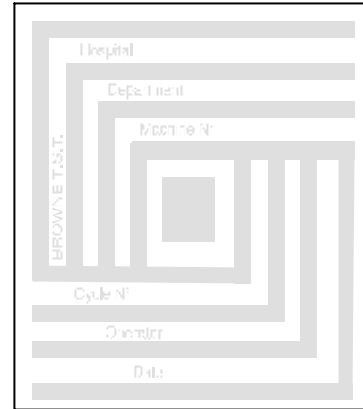 Hospital
Department
Machine Nº
BROWNE T.S.T.
Cycle Nº
Operator
Date